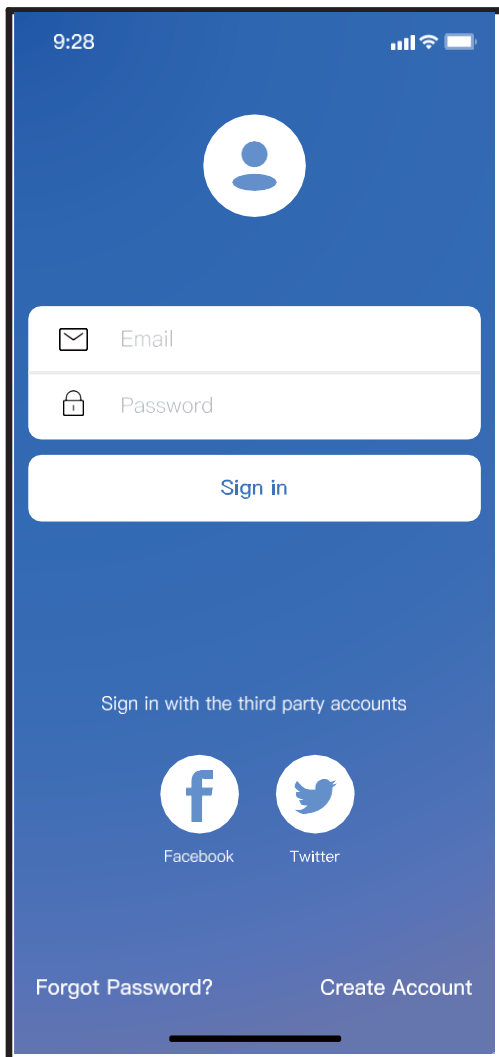 9:28
Email
Password
Sign in
Sign in with the third party accounts
Facebook
Twitter
Forgot Password?
Create Account